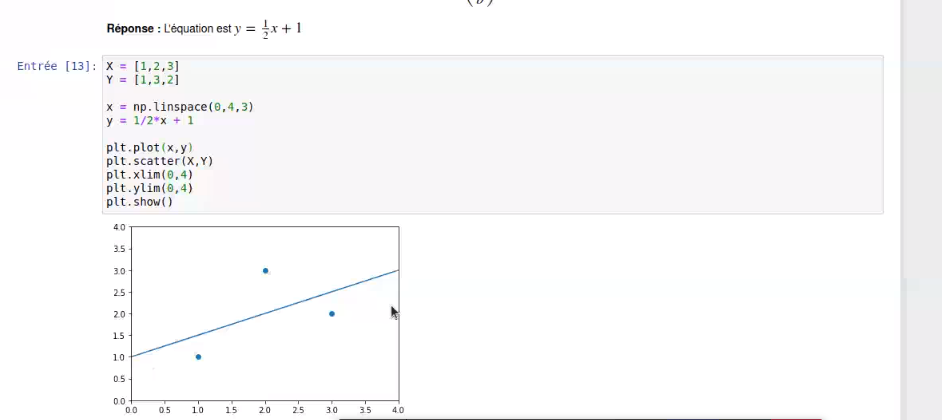 Réponse : L'équation est y = 1/2 x + 1
Entrée [13]: X = [1,2,3]
Y = [1,3,2]
x = np.linspace(0,4,3)
y = 1/2*x + 1
plt.plot(x,y)
plt.scatter(X,Y)
plt.xlim(0,4)
plt.ylim(0,4)
plt.show()
4.0
3.5
3.0
2.5
2.0
1.5
1.0
0.5
0.0
0.0 0.5 1.0 1.5 2.0 2.5 3.0 3.5 4.0